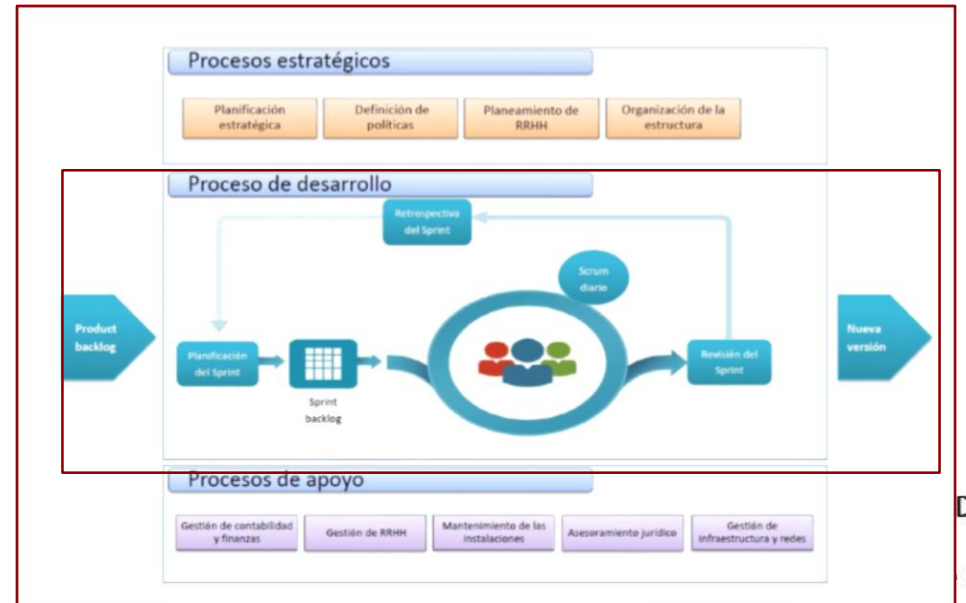 Procesos estratégicos
Planificación
estratégica
Definición de
políticas
Planeamiento de
RRHH
Organización de la
estructura
Proceso de desarrollo
Retrospectiva
del Sprint
Scrum
diario
Product
backlog
Planificación
del Sprint
Sprint
backlog
Revisión del
Sprint
Nueva
versión
Procesos de apoyo
Gestión de contabilidad
y finanzas
Gestión de RRHH
Mantenimiento de las
instalaciones
Asesoramiento jurídico
Gestión de
infraestructura y redes
D